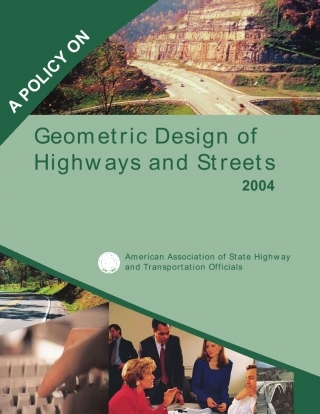 A POLICY ON
Geometric Design of
Highways and Streets
2004
American Association of State Highway
and Transportation Officials